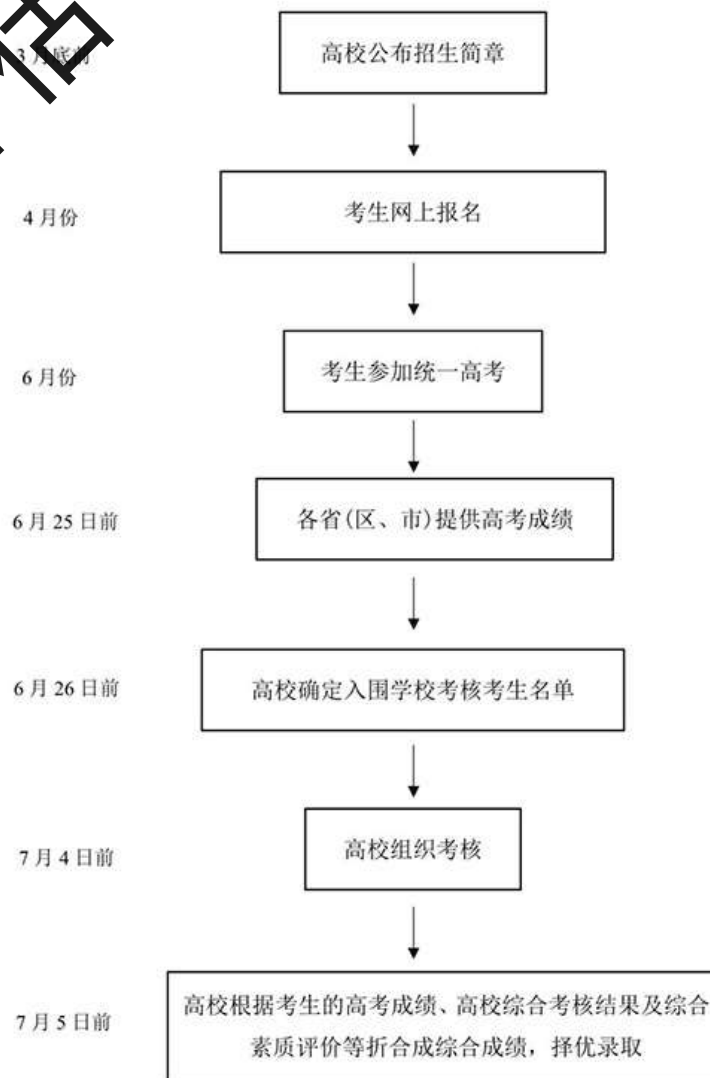 3 月底前
高校公布招生简章
4 月份
考生网上报名
6 月份
考生参加统一高考
6 月 25 日前
各省(区、市)提供高考成绩
6 月 26 日前
高校确定入围学校考核考生名单
7 月 4 日前
高校组织考核
7 月 5 日前
高校根据考生的高考成绩、高校综合考核结果及综合
素质评价等折合成综合成绩，择优录取